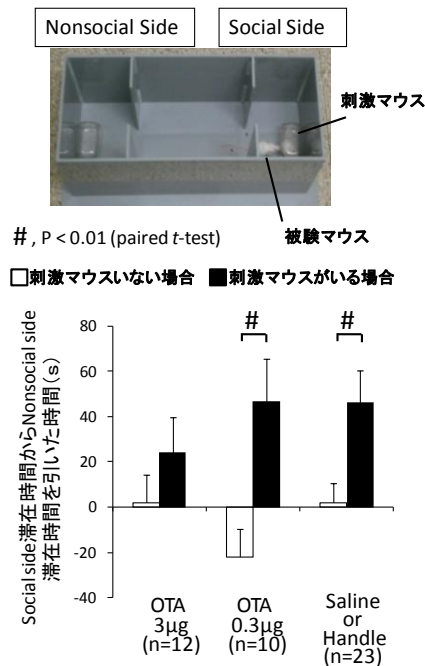 Nonsocial Side
Social Side
刺激マウス
被験マウス
#, P < 0.01 (paired t-test)
□刺激マウスいない場合 ■刺激マウスがいる場合
Social side滞在時間からNonsocial side
滞在時間を引いた時間(s)
80
60
40
20
0
-20
-40
#
#
OTA
3μg
(n=12)
OTA
0.3μg
(n=10)
Saline
or
Handle
(n=23)